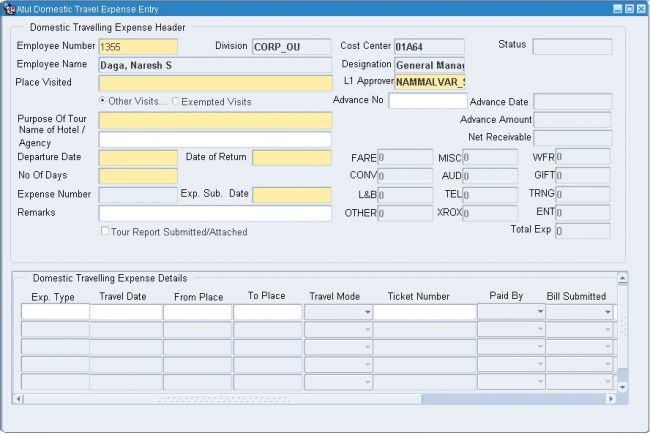 Atul Domestic Travel Expense Entry
Domestic Travelling Expense Header
Employee Number 1355 Division CORP_OU Cost Center 01A64 Status
Employee Name Daga, Naresh S Designation General Manag
Place Visited L1 Approver NAMMALVAR_S
Other Visits... Exempted Visits Advance No Advance Date
Purpose Of Tour Advance Amount
Name of Hotel / Agency Net Receivable
Departure Date Date of Return FARE 0 MISC 0 WFR 0
No Of Days CONV 0 AUD 0 GIFT 0
Expense Number Exp. Sub. Date L&B 0 TEL 0 TRNG 0
Remarks OTHER 0 XROX 0 ENT 0
Tour Report Submitted/Attached Total Exp 0
Domestic Travelling Expense Details
Exp. Type Travel Date From Place To Place Travel Mode Ticket Number Paid By Bill Submitted